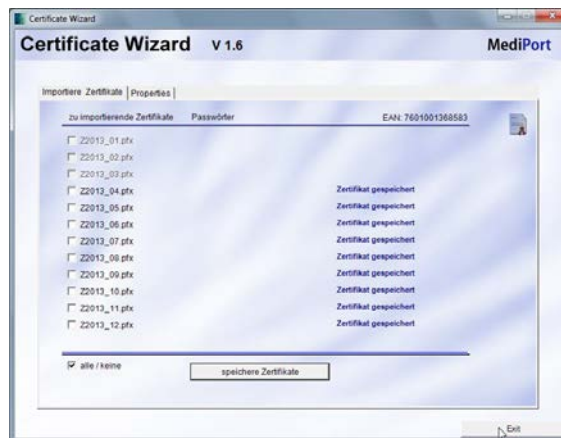 Certificate Wizard
Certificate Wizard V 1.6 MediPort
Importiere Zertifikate Properties
zu importierende Zertifikate Passwörter EAN: 7601001368583
Z2013_01.pfx
Z2013_02.pfx
Z2013_03.pfx
Z2013_04.pfx Zertifikat gespeichert
Z2013_05.pfx Zertifikat gespeichert
Z2013_06.pfx Zertifikat gespeichert
Z2013_07.pfx Zertifikat gespeichert
Z2013_08.pfx Zertifikat gespeichert
Z2013_09.pfx Zertifikat gespeichert
Z2013_10.pfx Zertifikat gespeichert
Z2013_11.pfx Zertifikat gespeichert
Z2013_12.pfx Zertifikat gespeichert
alle / keine speichere Zertifikate
Exit